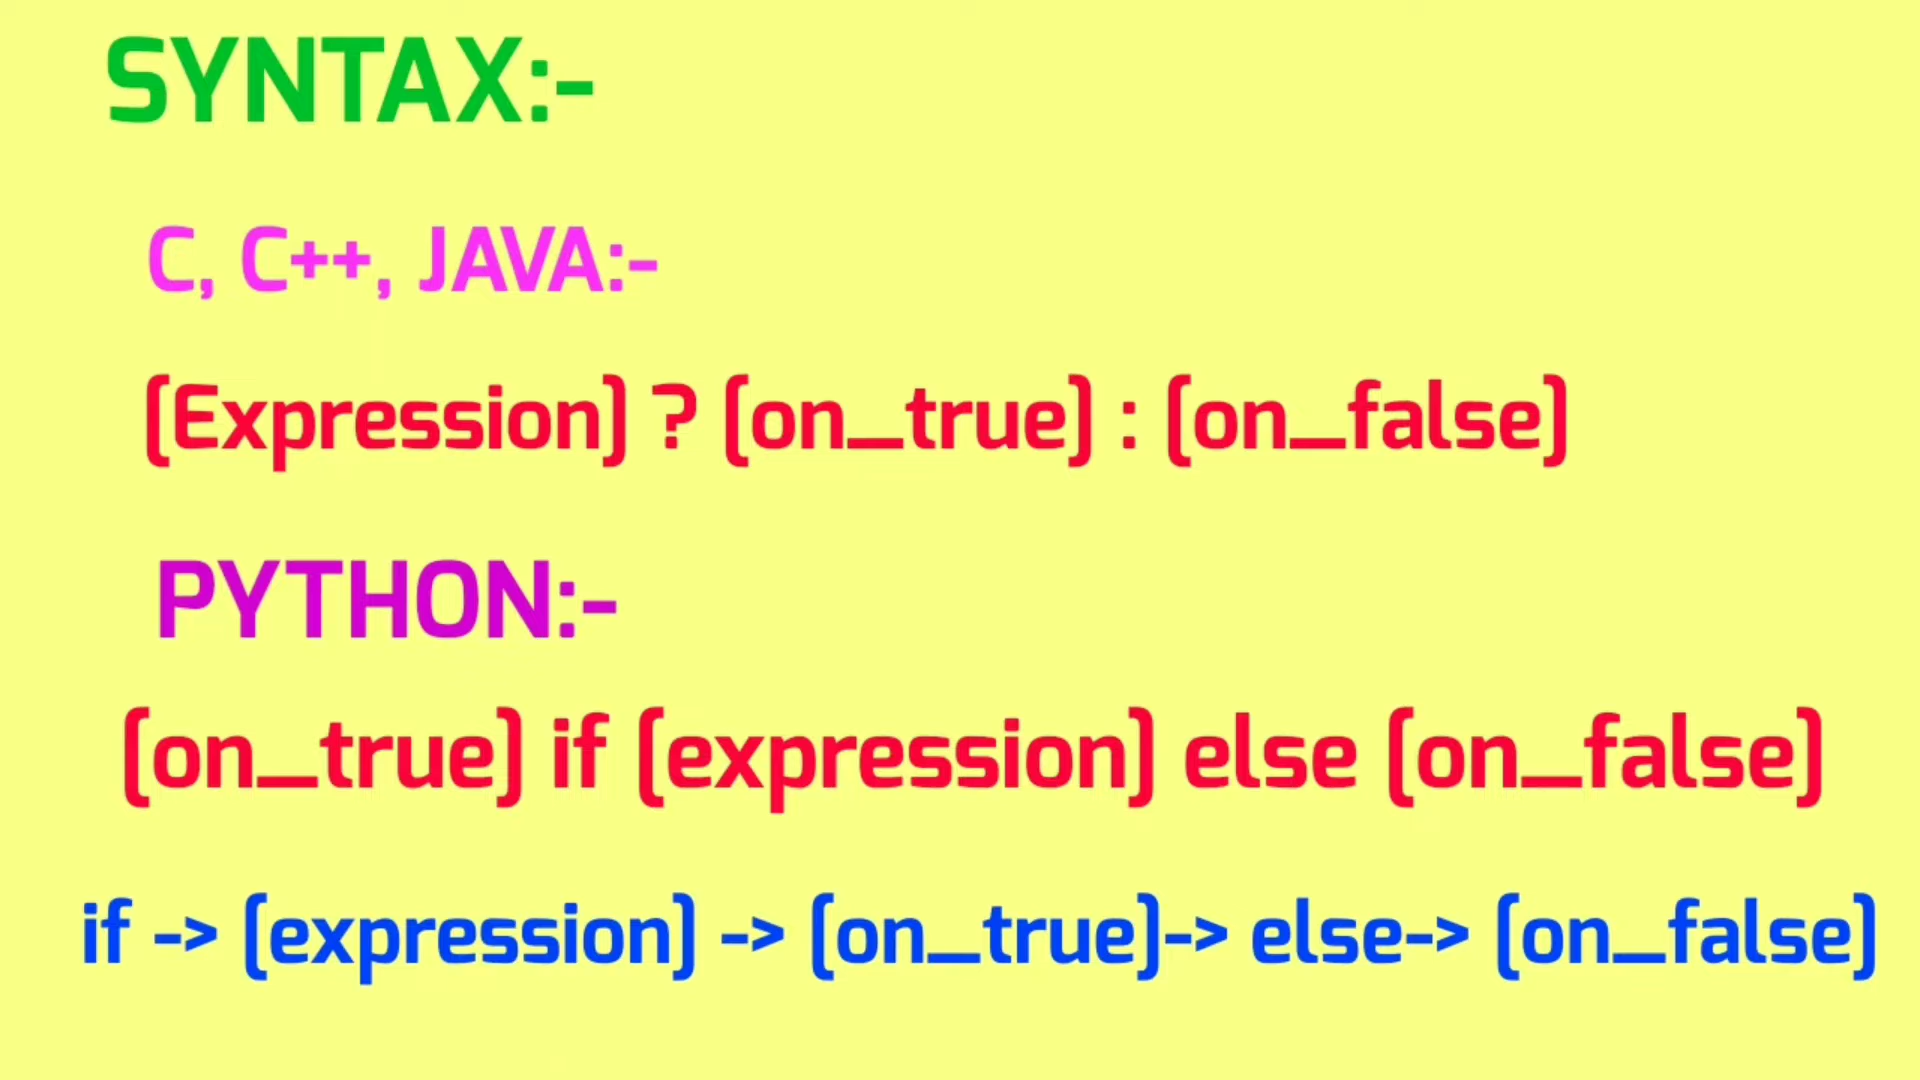 SYNTAX:-
C, C++, JAVA:-
[Expression] ? [on_true] : [on_false]
PYTHON:-
[on_true] if [expression] else [on_false]
if -> [expression] -> [on_true]-> else-> [on_false]